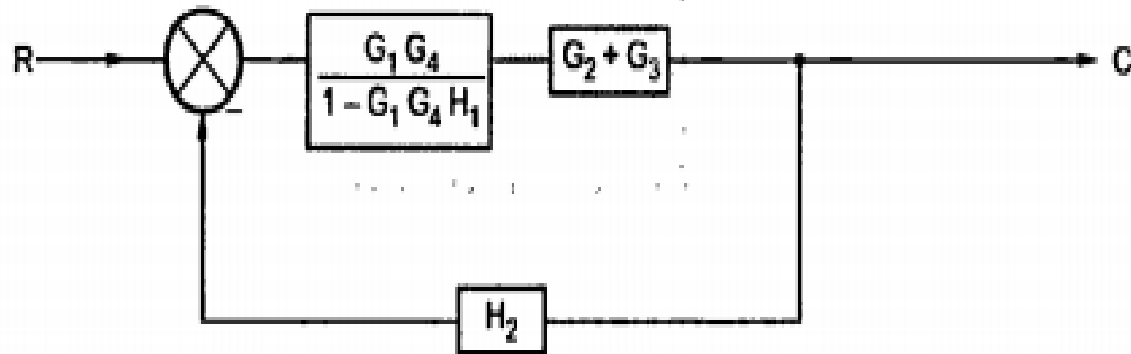 R
G₁ G₄
1 − G₁ G₄ H₁
G₂ + G₃
C
−
H₂